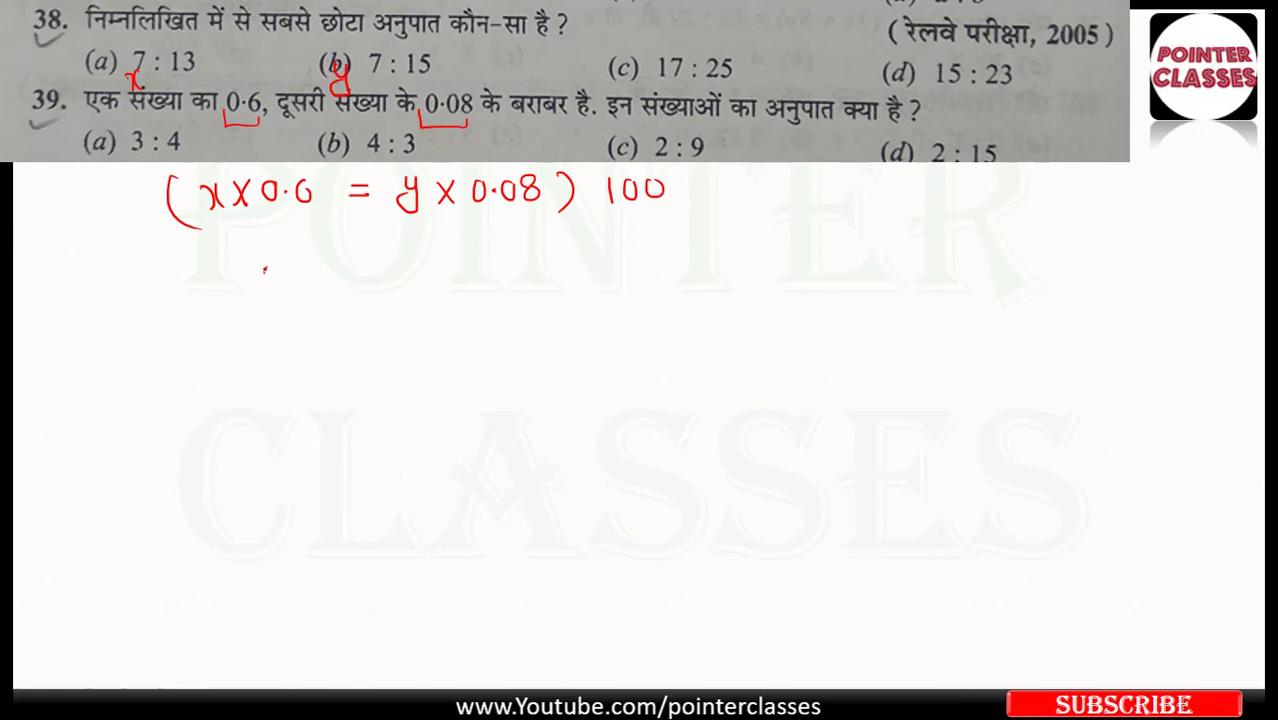 38. निम्नलिखित में से सबसे छोटा अनुपात कौन-सा है ?
(रेलवे परीक्षा, 2005)
(a) 7 : 13 (b) 7 : 15 (c) 17 : 25 (d) 15 : 23
x y
39. एक संख्या का 0·6, दूसरी संख्या के 0·08 के बराबर है. इन संख्याओं का अनुपात क्या है ?
(a) 3 : 4 (b) 4 : 3 (c) 2 : 9 (d) 2 : 15
(x × 0.6 = y × 0.08) 100
POINTER
CLASSES
POINTER
CLASSES
www.Youtube.com/pointerclasses
SUBSCRIBE